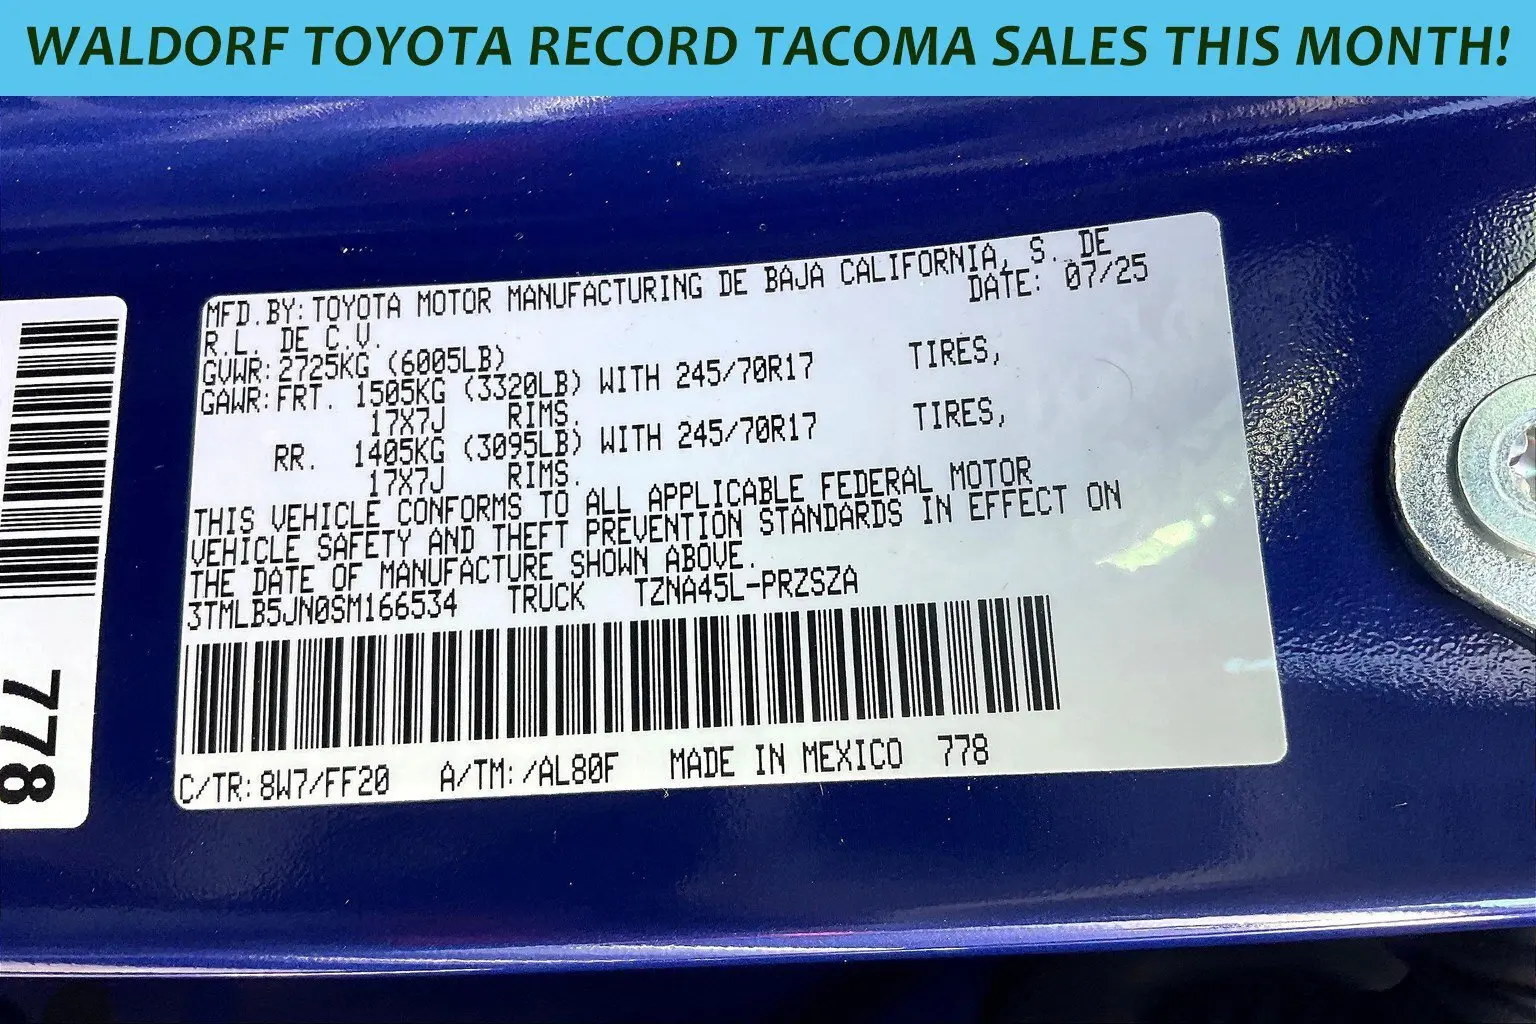 WALDORF TOYOTA RECORD TACOMA SALES THIS MONTH!
MFD.BY: TOYOTA MOTOR MANUFACTURING DE BAJA CALIFORNIA, S. DE
R.L. DE C.V. DATE: 07/25
GVWR: 2725KG (6005LB)
GAWR: FRT. 1505KG (3320LB) WITH 245/70R17 TIRES,
17X7J RIMS.
RR. 1405KG (3095LB) WITH 245/70R17 TIRES,
17X7J RIMS.
THIS VEHICLE CONFORMS TO ALL APPLICABLE FEDERAL MOTOR
VEHICLE SAFETY AND THEFT PREVENTION STANDARDS IN EFFECT ON
THE DATE OF MANUFACTURE SHOWN ABOVE.
3TMLB5JN0SM166534 TRUCK TZNA45L-PRZSZA
C/TR: 8W7/FF20 A/TM: /AL80F MADE IN MEXICO 778
778